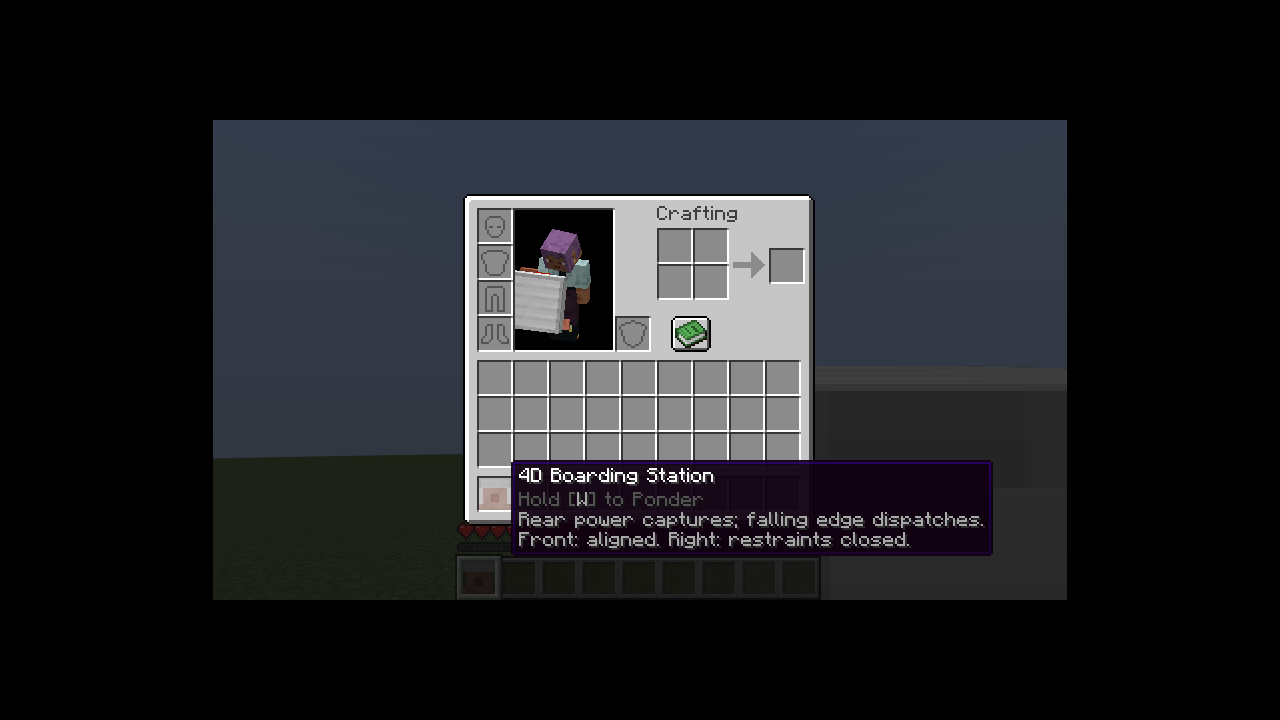 Crafting
4D Boarding Station
Hold [W] to Ponder
Rear power captures; falling edge dispatches.
Front: aligned. Right: restraints closed.